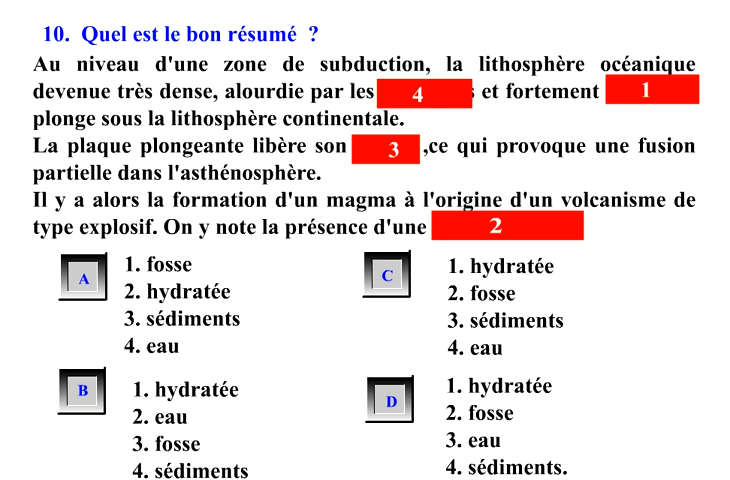 10. Quel est le bon résumé ?
Au niveau d'une zone de subduction, la lithosphère océanique
devenue très dense, alourdie par les 4 s et fortement 1
plonge sous la lithosphère continentale.
La plaque plongeante libère son 3 ,ce qui provoque une fusion
partielle dans l'asthénosphère.
Il y a alors la formation d'un magma à l'origine d'un volcanisme de
type explosif. On y note la présence d'une 2
A
1. fosse
2. hydratée
3. sédiments
4. eau
C
1. hydratée
2. fosse
3. sédiments
4. eau
B
1. hydratée
2. eau
3. fosse
4. sédiments
D
1. hydratée
2. fosse
3. eau
4. sédiments.